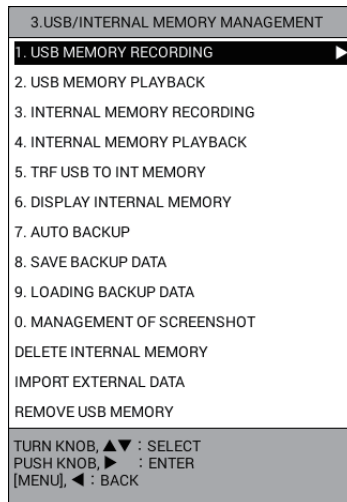 3.USB/INTERNAL MEMORY MANAGEMENT
1. USB MEMORY RECORDING ▶
2. USB MEMORY PLAYBACK
3. INTERNAL MEMORY RECORDING
4. INTERNAL MEMORY PLAYBACK
5. TRF USB TO INT MEMORY
6. DISPLAY INTERNAL MEMORY
7. AUTO BACKUP
8. SAVE BACKUP DATA
9. LOADING BACKUP DATA
0. MANAGEMENT OF SCREENSHOT
DELETE INTERNAL MEMORY
IMPORT EXTERNAL DATA
REMOVE USB MEMORY
TURN KNOB, ▲▼ : SELECT
PUSH KNOB, ▶ : ENTER
[MENU], ◀ : BACK